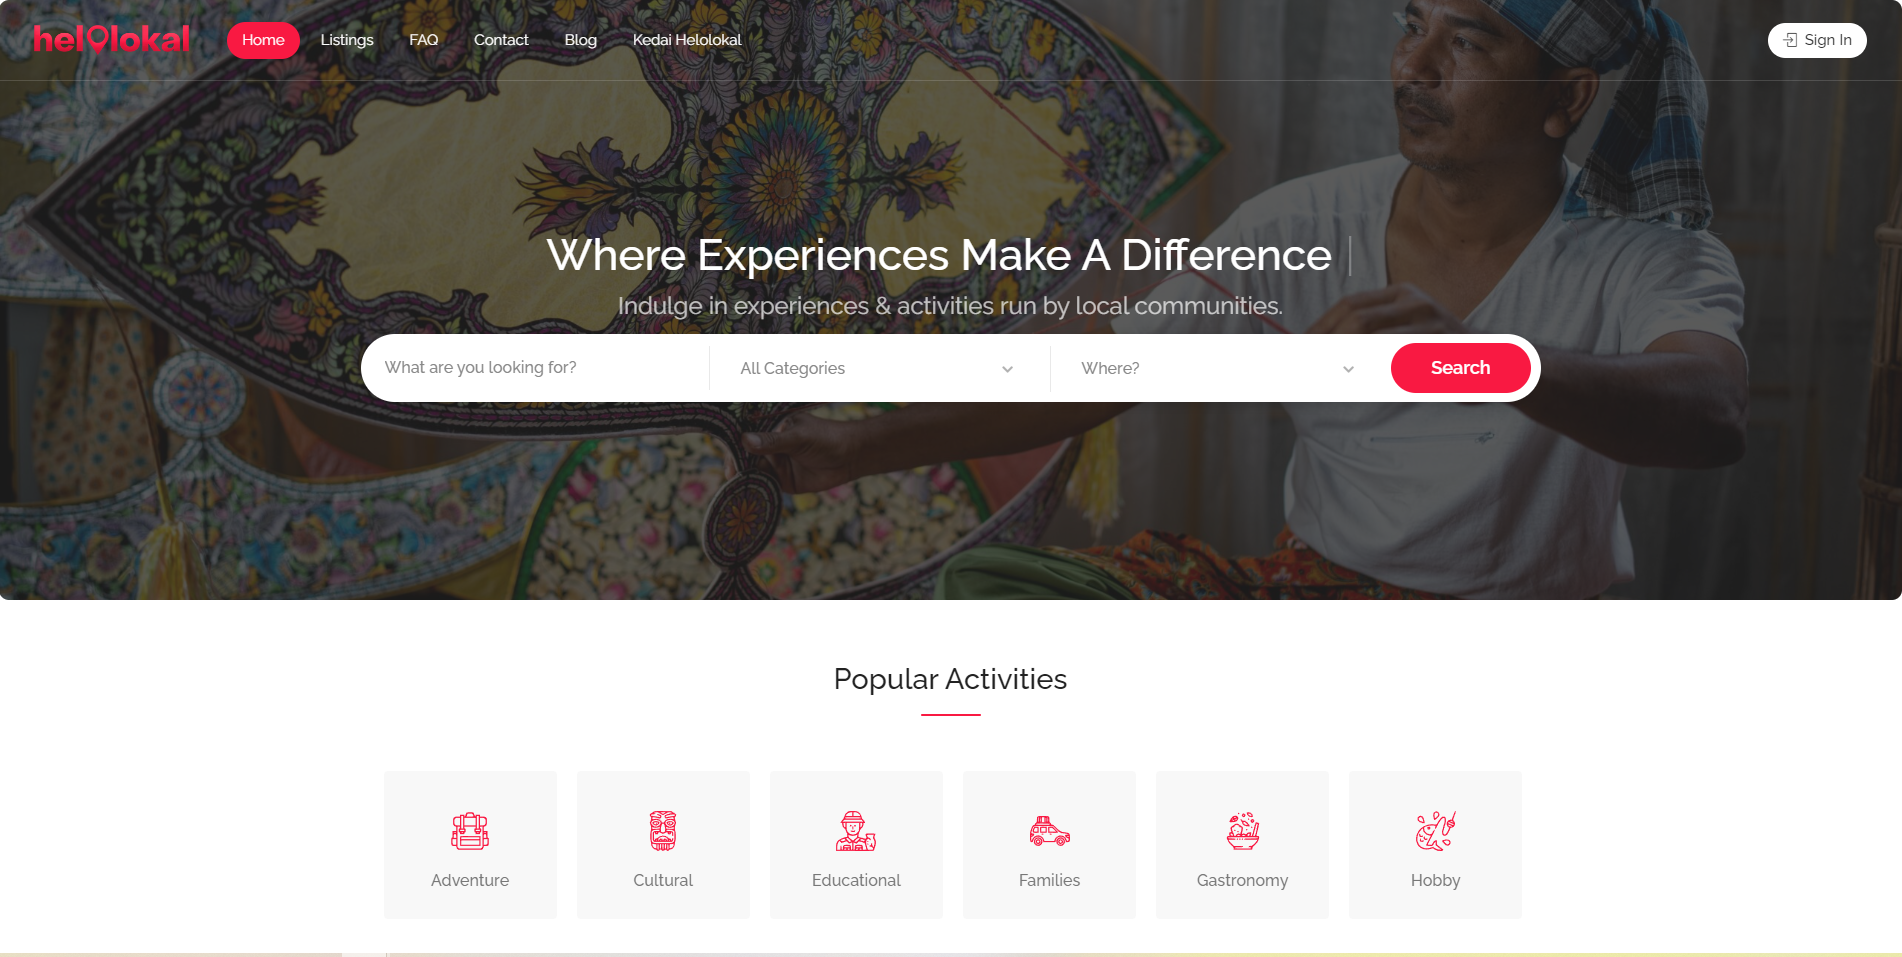 helolokal
Home
Listings
FAQ
Contact
Blog
Kedai Helolokal
Sign In
Where Experiences Make A Difference
Indulge in experiences & activities run by local communities.
What are you looking for?
All Categories
Where?
Search
Popular Activities
Adventure
Cultural
Educational
Families
Gastronomy
Hobby